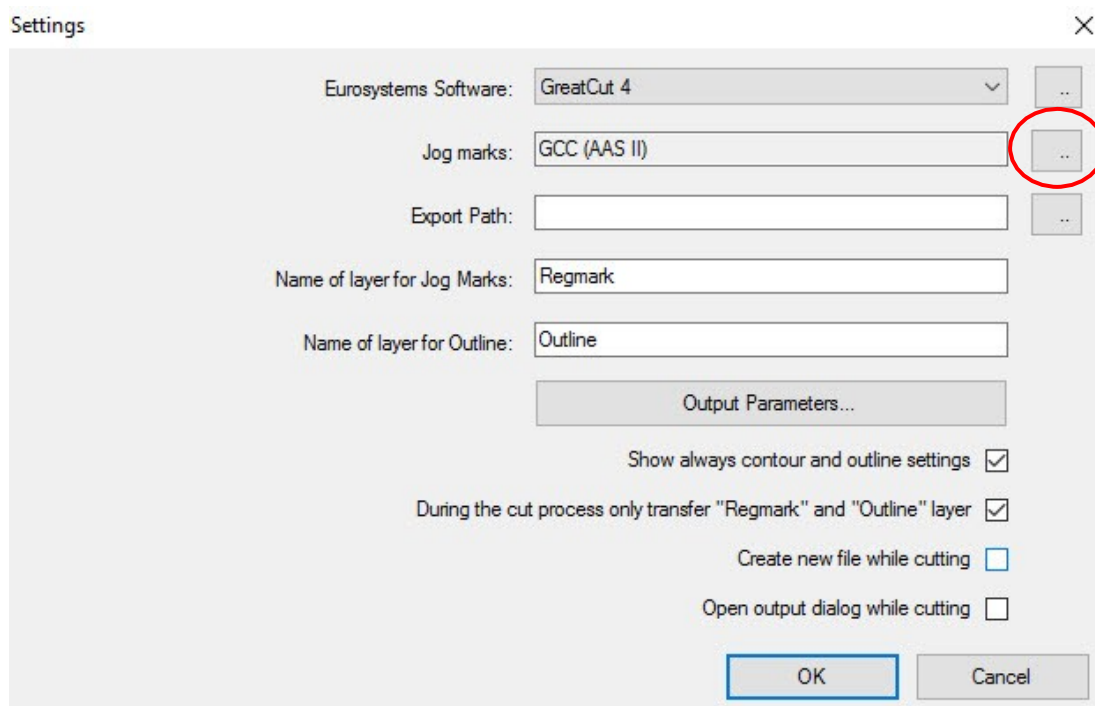 Settings
Eurosystems Software: GreatCut 4 ..
Jog marks: GCC (AAS II) ..
Export Path: ..
Name of layer for Jog Marks: Regmark
Name of layer for Outline: Outline
Output Parameters...
Show always contour and outline settings
During the cut process only transfer "Regmark" and "Outline" layer
Create new file while cutting
Open output dialog while cutting
OK Cancel